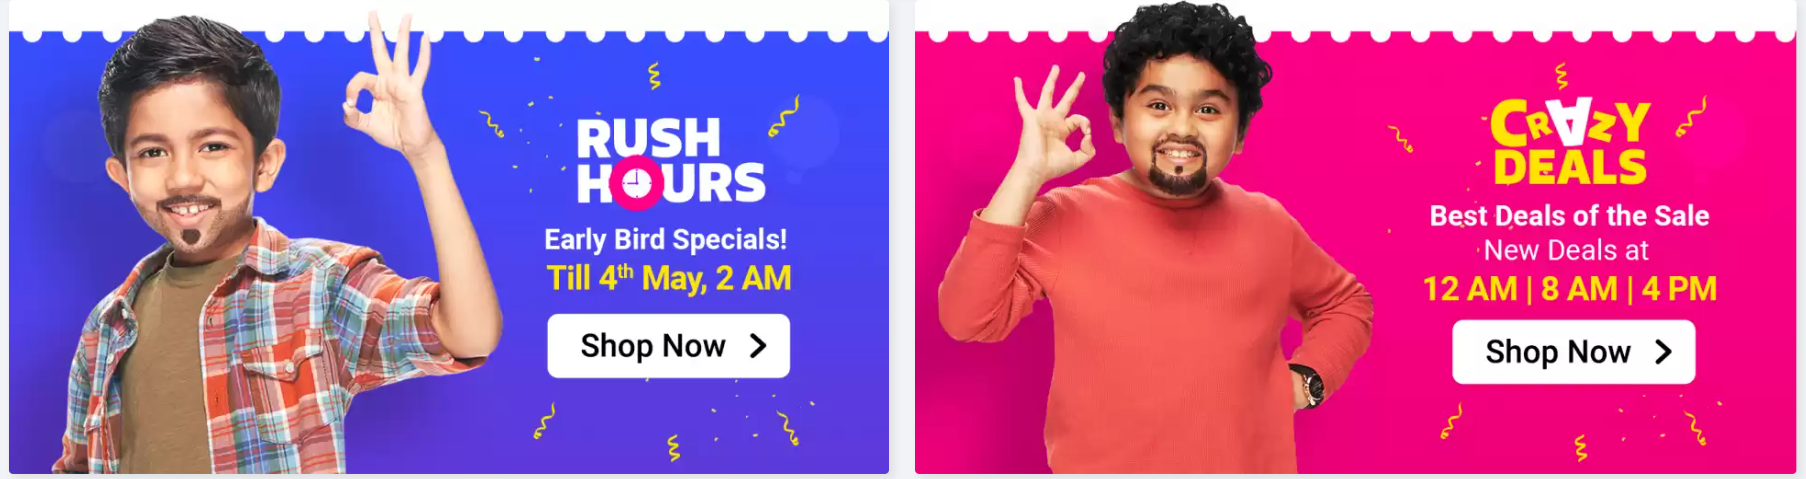 RUSH
HOURS
Early Bird Specials!
Till 4th May, 2 AM
Shop Now
CRAZY
DEALS
Best Deals of the Sale
New Deals at
12 AM | 8 AM | 4 PM
Shop Now